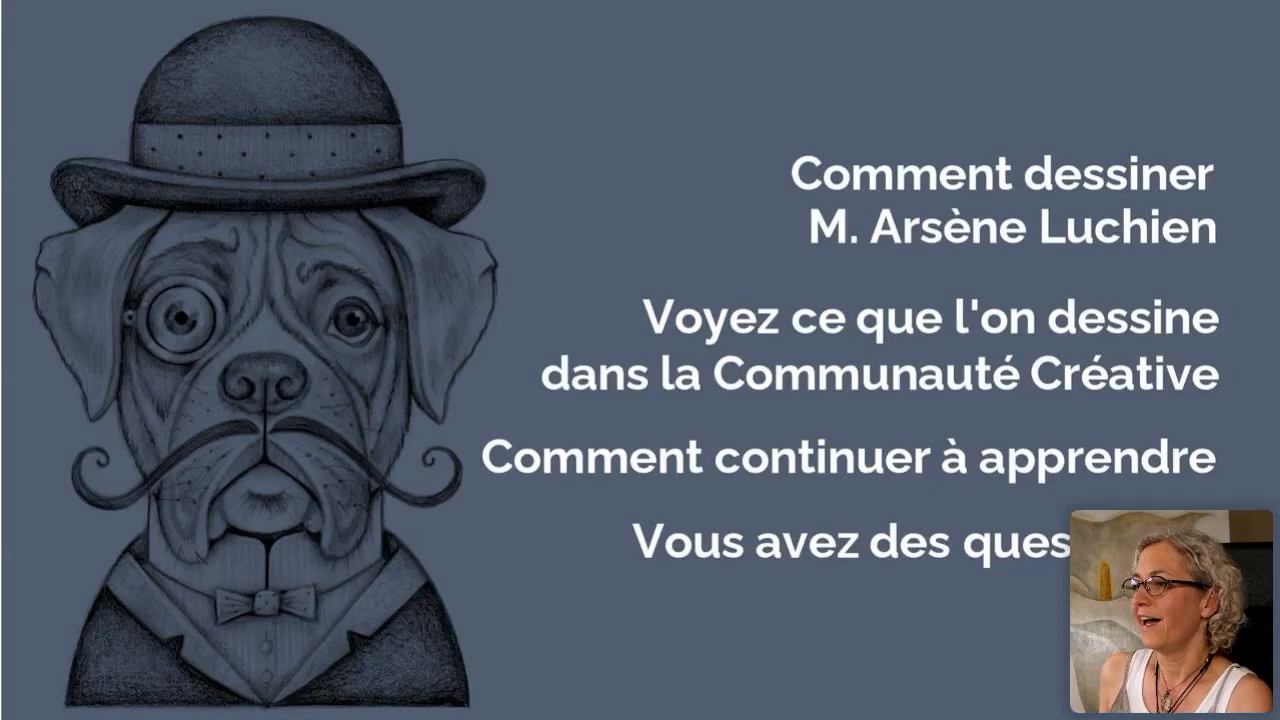 Comment dessiner
M. Arsène Luchien
Voyez ce que l'on dessine
dans la Communauté Créative
Comment continuer à apprendre
Vous avez des